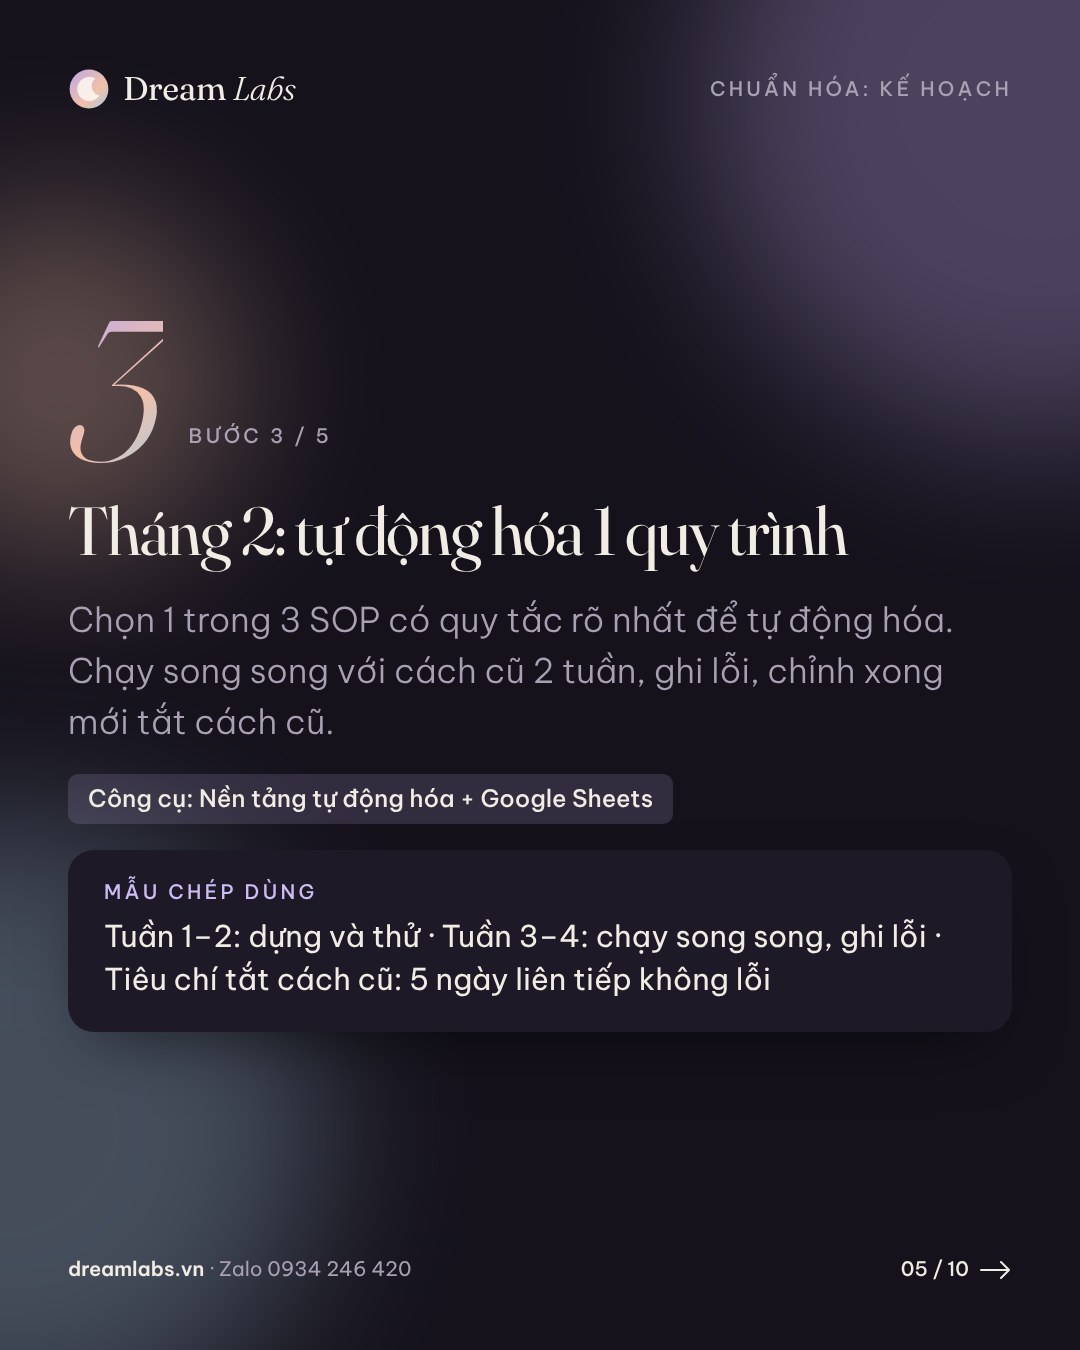 Dream Labs
CHUẨN HÓA: KẾ HOẠCH
3
BƯỚC 3 / 5
Tháng 2: tự động hóa 1 quy trình
Chọn 1 trong 3 SOP có quy tắc rõ nhất để tự động hóa.
Chạy song song với cách cũ 2 tuần, ghi lỗi, chỉnh xong
mới tắt cách cũ.
Công cụ: Nền tảng tự động hóa + Google Sheets
MẪU CHÉP DÙNG
Tuần 1–2: dựng và thử · Tuần 3–4: chạy song song, ghi lỗi ·
Tiêu chí tắt cách cũ: 5 ngày liên tiếp không lỗi
dreamlabs.vn · Zalo 0934 246 420
05 / 10 →